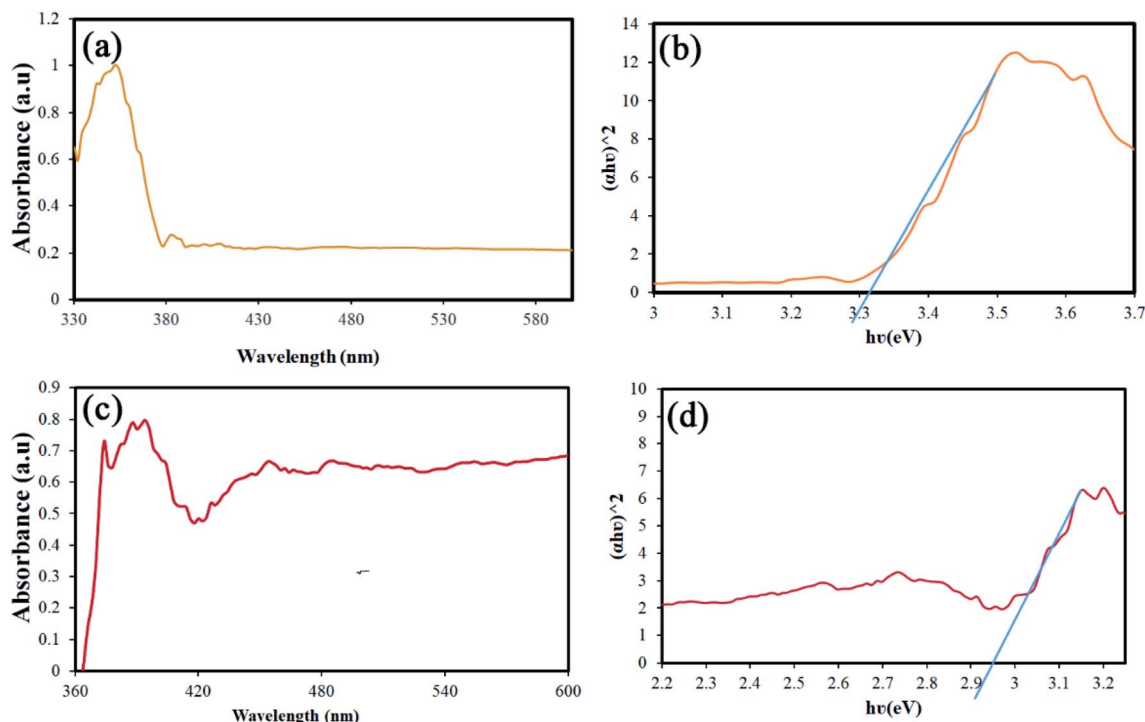 (a)
Absorbance (a.u)
1.2
1
0.8
0.6
0.4
0.2
0
330 380 430 480 530 580
Wavelength (nm)
(b)
(αhυ)^2
14
12
10
8
6
4
2
0
3 3.1 3.2 3.3 3.4 3.5 3.6 3.7
hυ(eV)
(c)
Absorbance (a.u)
0.9
0.8
0.7
0.6
0.5
0.4
0.3
0.2
0.1
0
360 420 480 540 600
Wavelength (nm)
(d)
(αhυ)^2
10
9
8
7
6
5
4
3
2
1
0
2.2 2.3 2.4 2.5 2.6 2.7 2.8 2.9 3 3.1 3.2
hυ(eV)